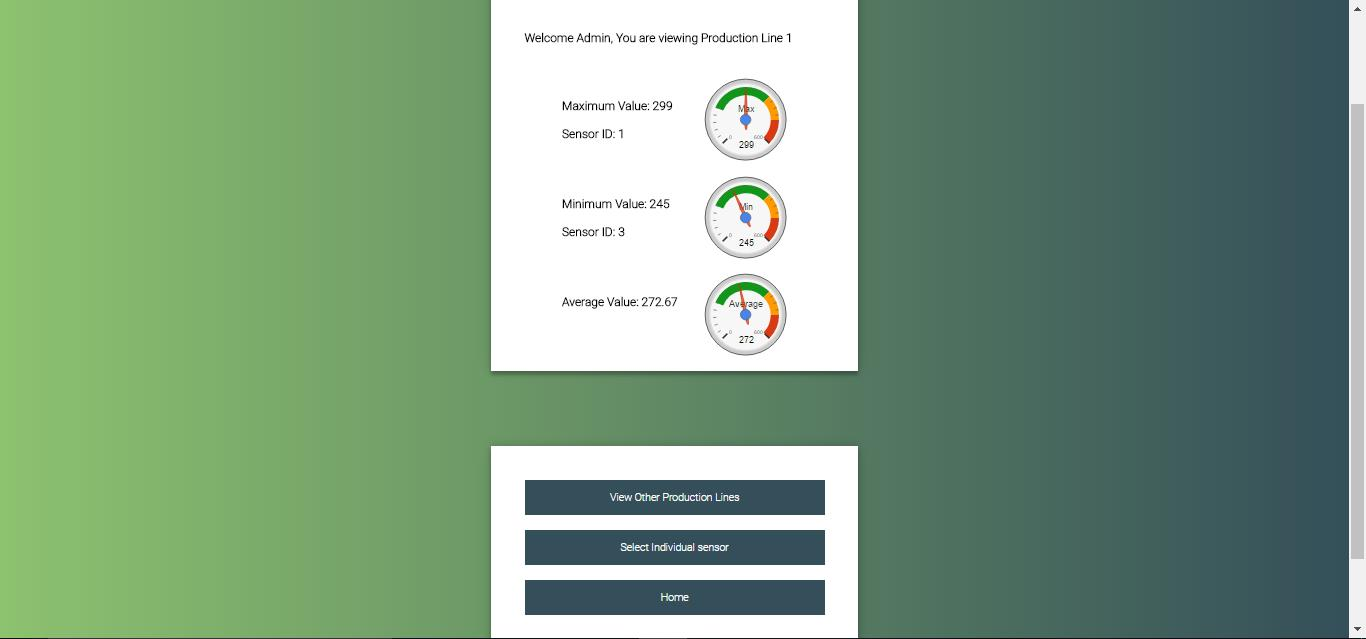 Welcome Admin, You are viewing Production Line 1
Maximum Value: 299
Sensor ID: 1
Max
0 600
299
Minimum Value: 245
Sensor ID: 3
Min
0 600
245
Average Value: 272.67
Average
0 600
272
View Other Production Lines
Select Individual sensor
Home